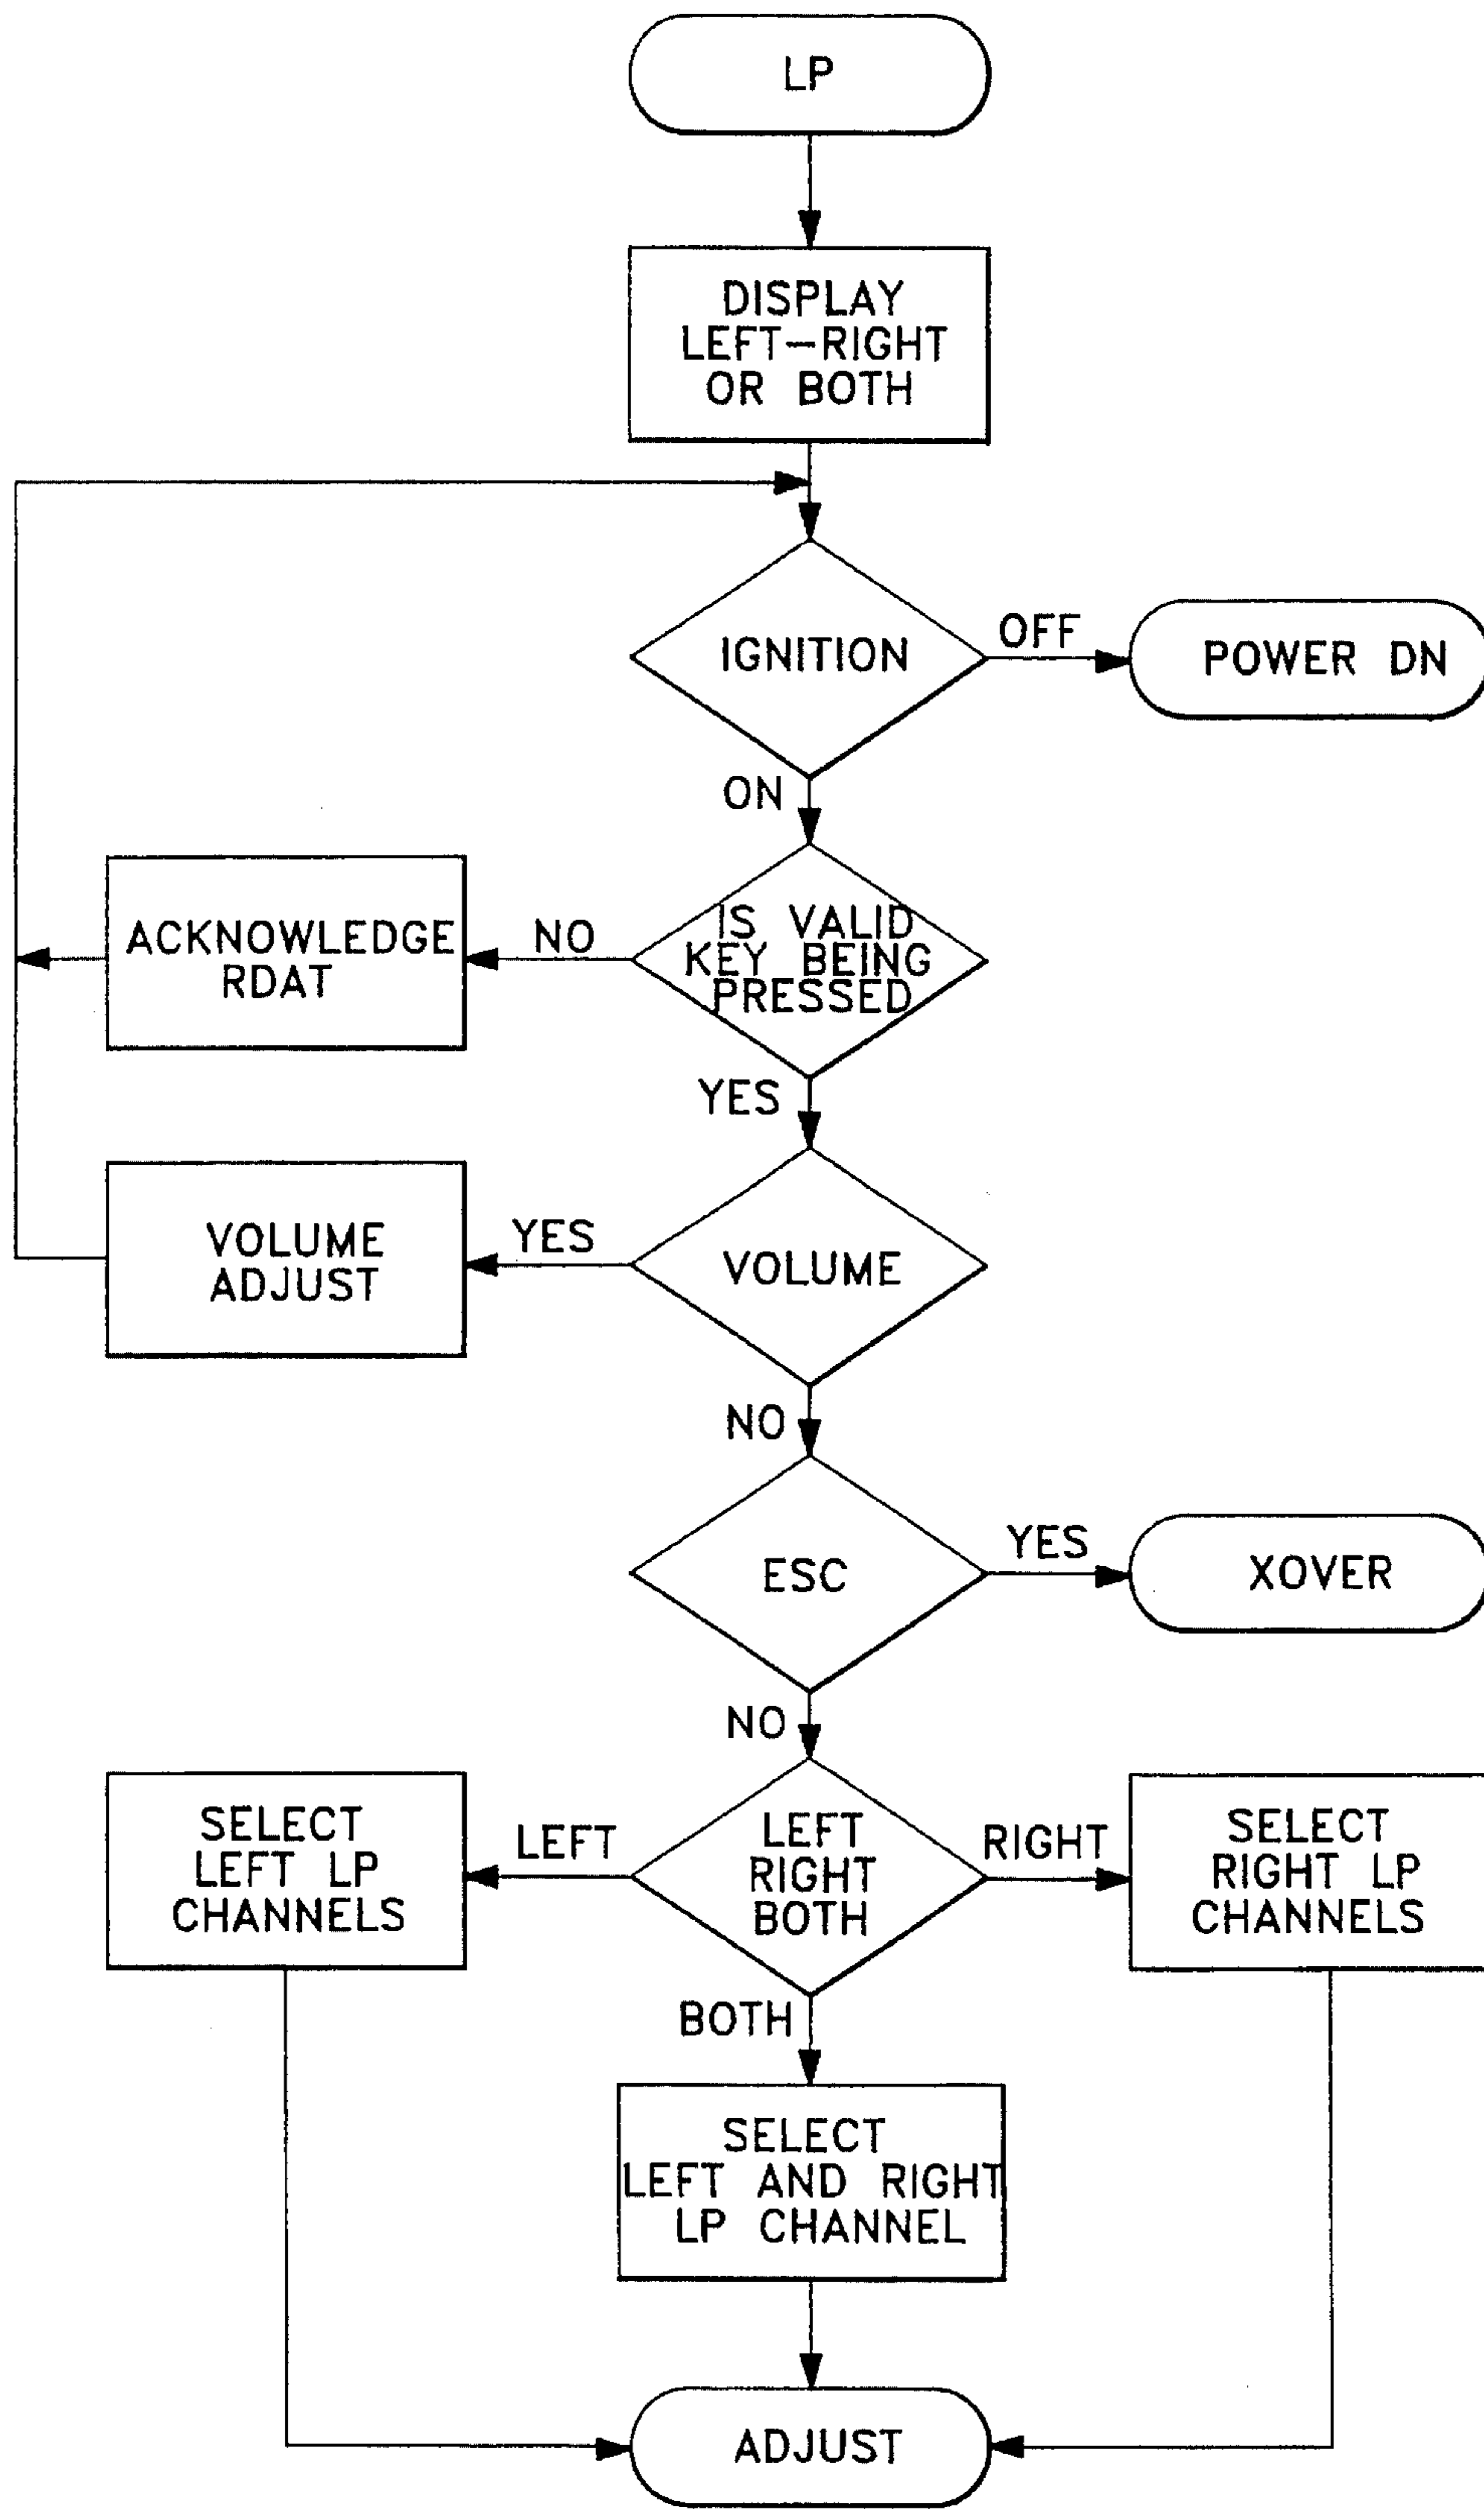 LP
DISPLAY
LEFT-RIGHT
OR BOTH
IGNITION
OFF
POWER DN
ON
IS VALID
KEY BEING
PRESSED
NO
ACKNOWLEDGE
RDAT
YES
VOLUME
YES
VOLUME
ADJUST
NO
ESC
YES
XOVER
NO
LEFT
RIGHT
BOTH
LEFT
SELECT
LEFT LP
CHANNELS
RIGHT
SELECT
RIGHT LP
CHANNELS
BOTH
SELECT
LEFT AND RIGHT
LP CHANNEL
ADJUST